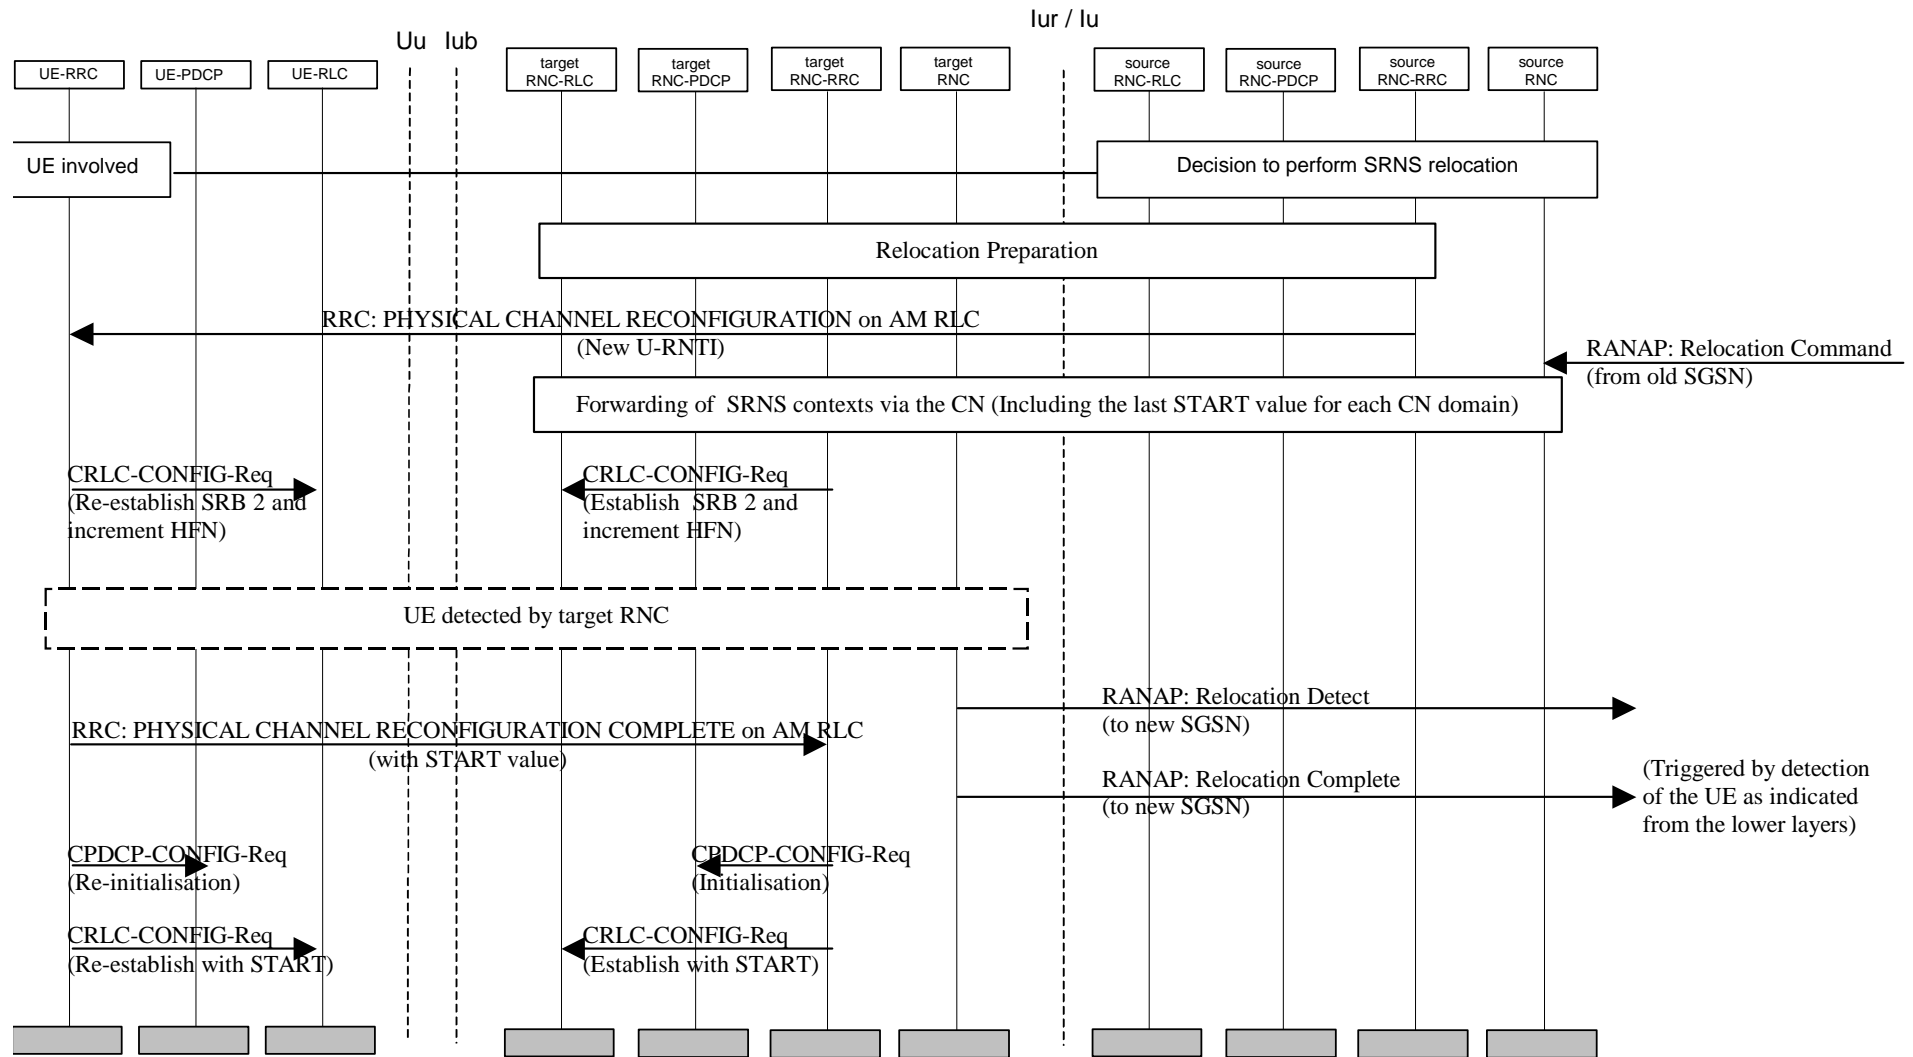 Iur / Iu
Uu Iub
UE-RRC
UE-PDCP
UE-RLC
target
RNC-RLC
target
RNC-PDCP
target
RNC-RRC
target
RNC
source
RNC-RLC
source
RNC-PDCP
source
RNC-RRC
source
RNC
UE involved
Decision to perform SRNS relocation
Relocation Preparation
RRC: PHYSICAL CHANNEL RECONFIGURATION on AM RLC
(New U-RNTI)
RANAP: Relocation Command
(from old SGSN)
Forwarding of SRNS contexts via the CN (Including the last START value for each CN domain)
CRLC-CONFIG-Req
(Re-establish SRB 2 and
increment HFN)
CRLC-CONFIG-Req
(Establish SRB 2 and
increment HFN)
UE detected by target RNC
RANAP: Relocation Detect
(to new SGSN)
RRC: PHYSICAL CHANNEL RECONFIGURATION COMPLETE on AM RLC
(with START value)
RANAP: Relocation Complete
(to new SGSN)
(Triggered by detection
of the UE as indicated
from the lower layers)
CPDCP-CONFIG-Req
(Re-initialisation)
CPDCP-CONFIG-Req
(Initialisation)
CRLC-CONFIG-Req
(Re-establish with START)
CRLC-CONFIG-Req
(Establish with START)